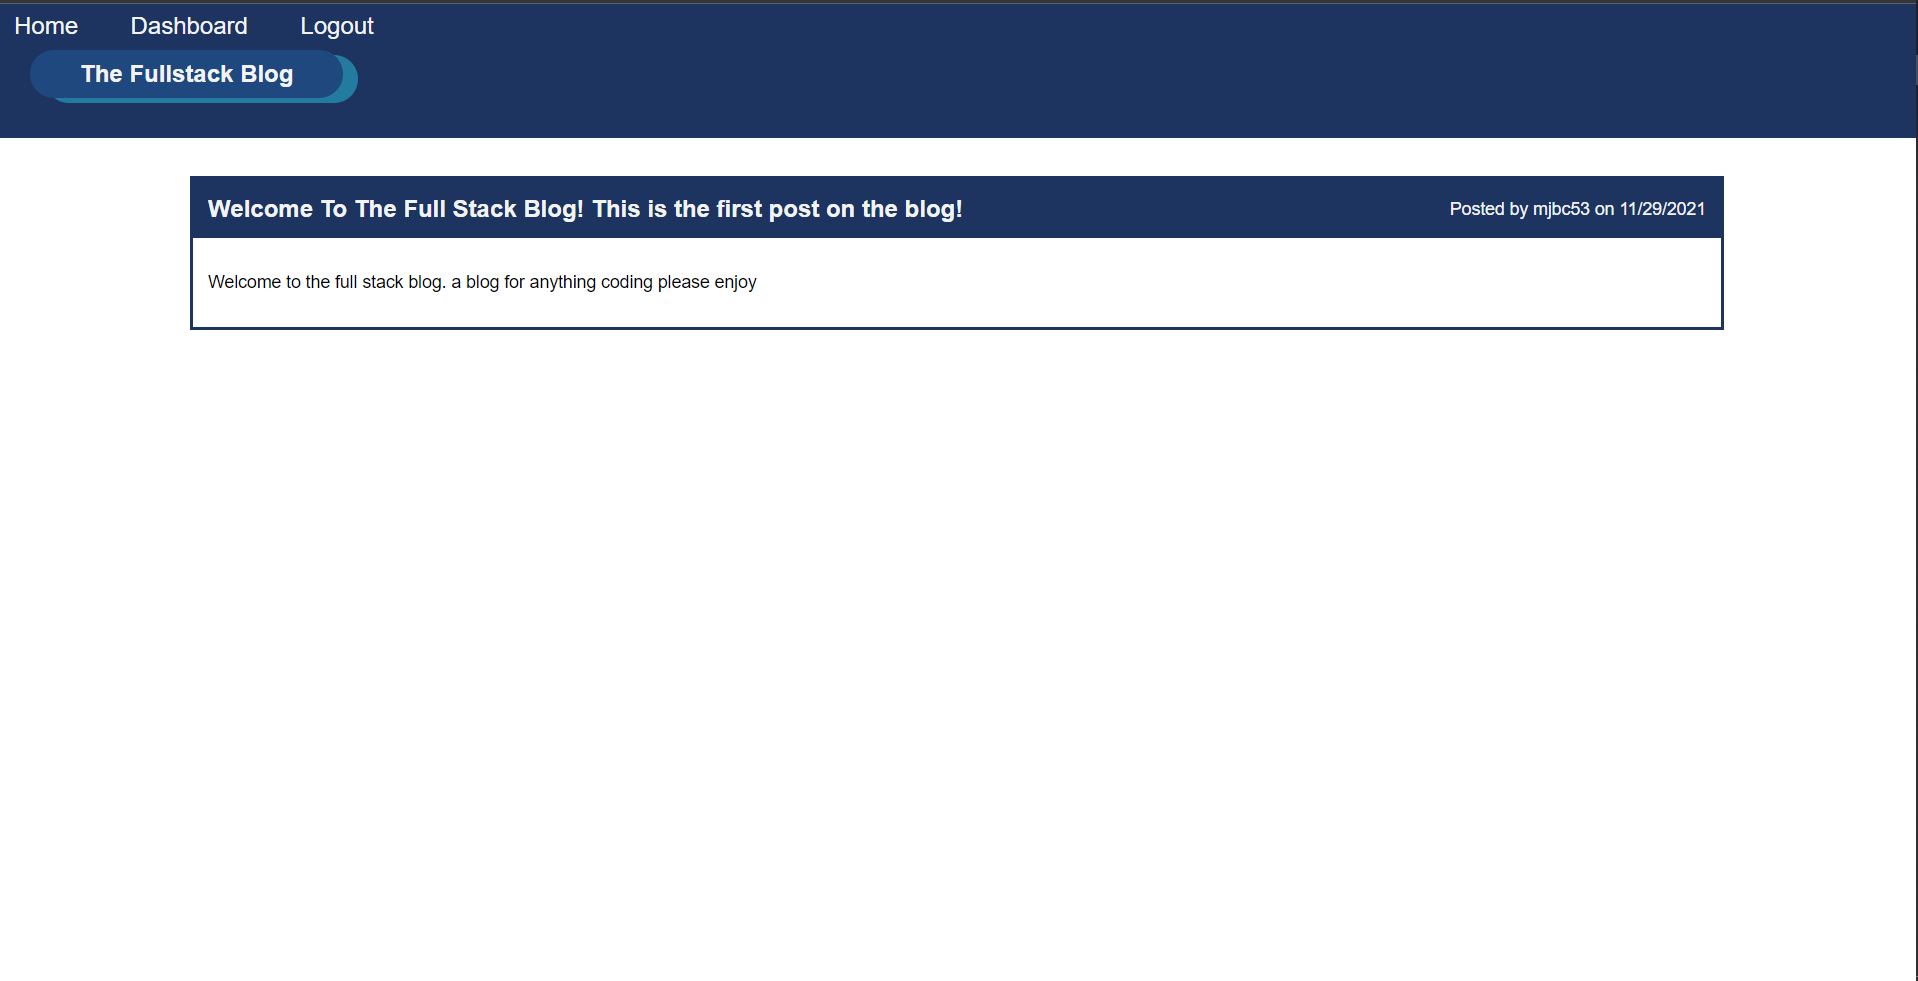 Home Dashboard Logout
The Fullstack Blog
Welcome To The Full Stack Blog! This is the first post on the blog! Posted by mjbc53 on 11/29/2021
Welcome to the full stack blog. a blog for anything coding please enjoy